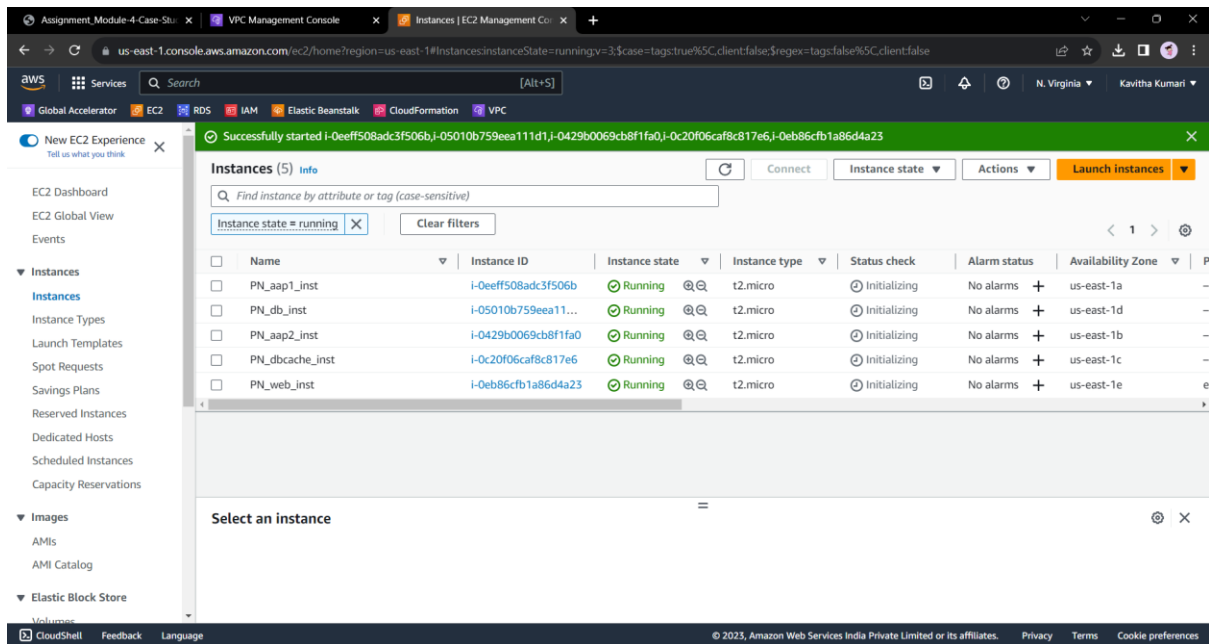 Assignment_Module-4-Case-Stu VPC Management Console Instances | EC2 Management Con
us-east-1.console.aws.amazon.com/ec2/home?region=us-east-1#Instances:instanceState=running;v=3;$case=tags:true%5C,client:false;$regex=tags:false%5C,client:false
aws Services Search [Alt+S] N. Virginia Kavitha Kumari
Global Accelerator EC2 RDS IAM Elastic Beanstalk CloudFormation VPC
New EC2 Experience
Tell us what you think
EC2 Dashboard
EC2 Global View
Events
Instances
Instances
Instance Types
Launch Templates
Spot Requests
Savings Plans
Reserved Instances
Dedicated Hosts
Scheduled Instances
Capacity Reservations
Images
AMIs
AMI Catalog
Elastic Block Store
Volumes
Successfully started i-0eeff508adc3f506b,i-05010b759eea111d1,i-0429b0069cb8f1fa0,i-0c20f06caf8c817e6,i-0eb86cfb1a86d4a23
Instances (5) Info Connect Instance state Actions Launch instances
Find instance by attribute or tag (case-sensitive)
Instance state = running Clear filters
1
Name Instance ID Instance state Instance type Status check Alarm status Availability Zone P
PN_aap1_inst i-0eeff508adc3f506b Running t2.micro Initializing No alarms + us-east-1a –
PN_db_inst i-05010b759eea11... Running t2.micro Initializing No alarms + us-east-1d –
PN_aap2_inst i-0429b0069cb8f1fa0 Running t2.micro Initializing No alarms + us-east-1b –
PN_dbcache_inst i-0c20f06caf8c817e6 Running t2.micro Initializing No alarms + us-east-1c –
PN_web_inst i-0eb86cfb1a86d4a23 Running t2.micro Initializing No alarms + us-east-1e e
Select an instance
CloudShell Feedback Language © 2023, Amazon Web Services India Private Limited or its affiliates. Privacy Terms Cookie preferences